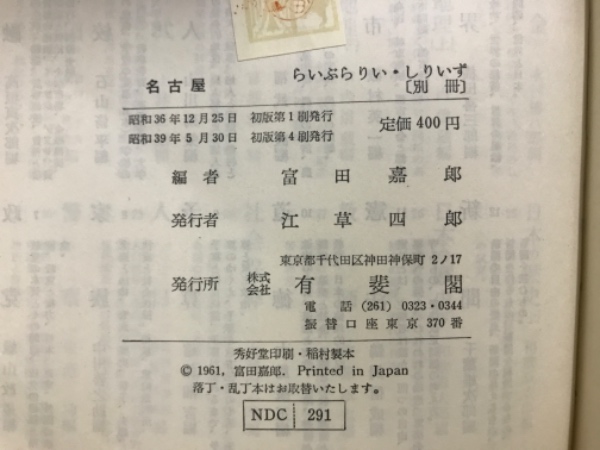 名古屋
らいぶらりい・しりいず
〔別 冊〕
昭和36年12月25日 初版第1刷発行
昭和39年5月30日 初版第4刷発行
定価400円
編者 富田嘉郎
発行者 江草四郎
東京都千代田区神田神保町 2ノ17
発行所 株式会社 有斐閣
電 話 (261) 0323・0344
振替口座東京 370番
秀好堂印刷・稲村製本
© 1961, 富田嘉郎. Printed in Japan
落丁・乱丁本はお取替いたします。
NDC 291